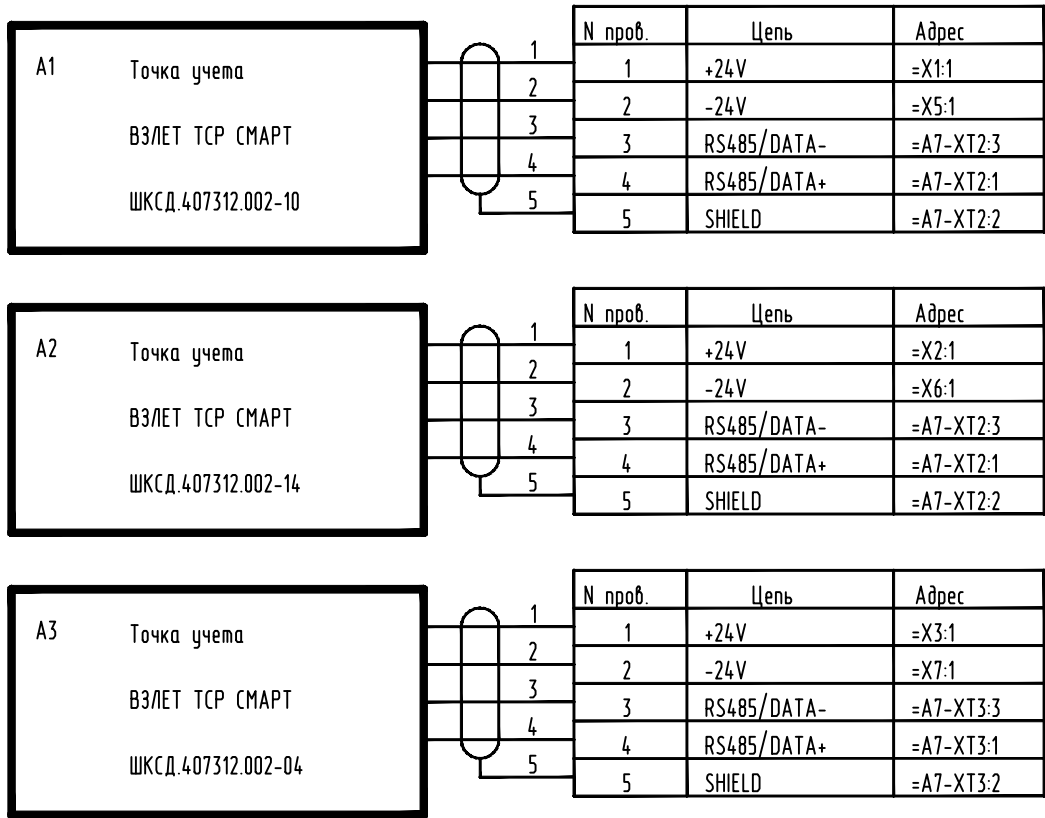 A1
Точка учета
ВЗЛЕТ ТСР СМАРТ
ШКСД.407312.002-10
1
2
3
4
5
N пров. Цепь Адрес
1 +24V =X1:1
2 -24V =X5:1
3 RS485/DATA- =A7-XT2:3
4 RS485/DATA+ =A7-XT2:1
5 SHIELD =A7-XT2:2
A2
Точка учета
ВЗЛЕТ ТСР СМАРТ
ШКСД.407312.002-14
1
2
3
4
5
N пров. Цепь Адрес
1 +24V =X2:1
2 -24V =X6:1
3 RS485/DATA- =A7-XT2:3
4 RS485/DATA+ =A7-XT2:1
5 SHIELD =A7-XT2:2
A3
Точка учета
ВЗЛЕТ ТСР СМАРТ
ШКСД.407312.002-04
1
2
3
4
5
N пров. Цепь Адрес
1 +24V =X3:1
2 -24V =X7:1
3 RS485/DATA- =A7-XT3:3
4 RS485/DATA+ =A7-XT3:1
5 SHIELD =A7-XT3:2